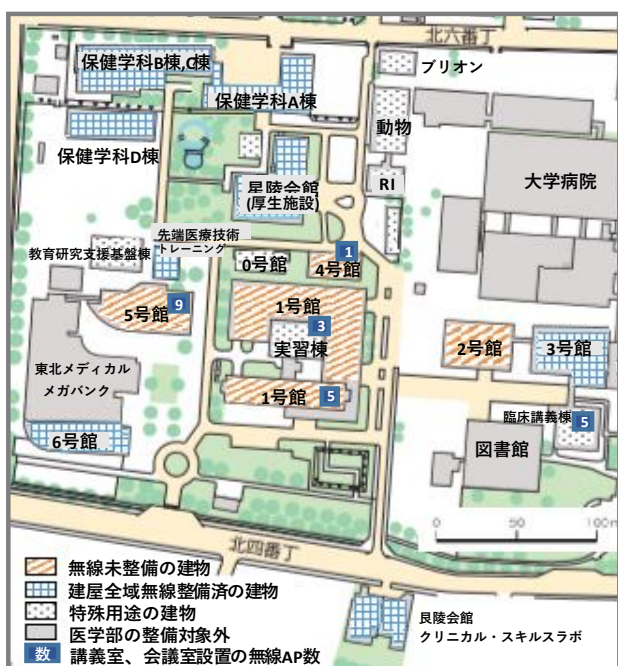 北六番丁
保健学科B棟,C棟
プリオン
保健学科A棟
動物
保健学科D棟
RI
大学病院
星陵会館
(厚生施設)
先端医療技術
トレーニング
教育研究支援基盤棟
0号館
1
4号館
9
5号館
1号館
3
実習棟
2号館
3号館
東北メディカル
メガバンク
1号館
5
臨床講義棟
5
6号館
図書館
0 50 100m
北四番丁
無線未整備の建物
建屋全域無線整備済の建物
特殊用途の建物
医学部の整備対象外
数 講義室、会議室設置の無線AP数
艮陵会館
クリニカル・スキルスラボ